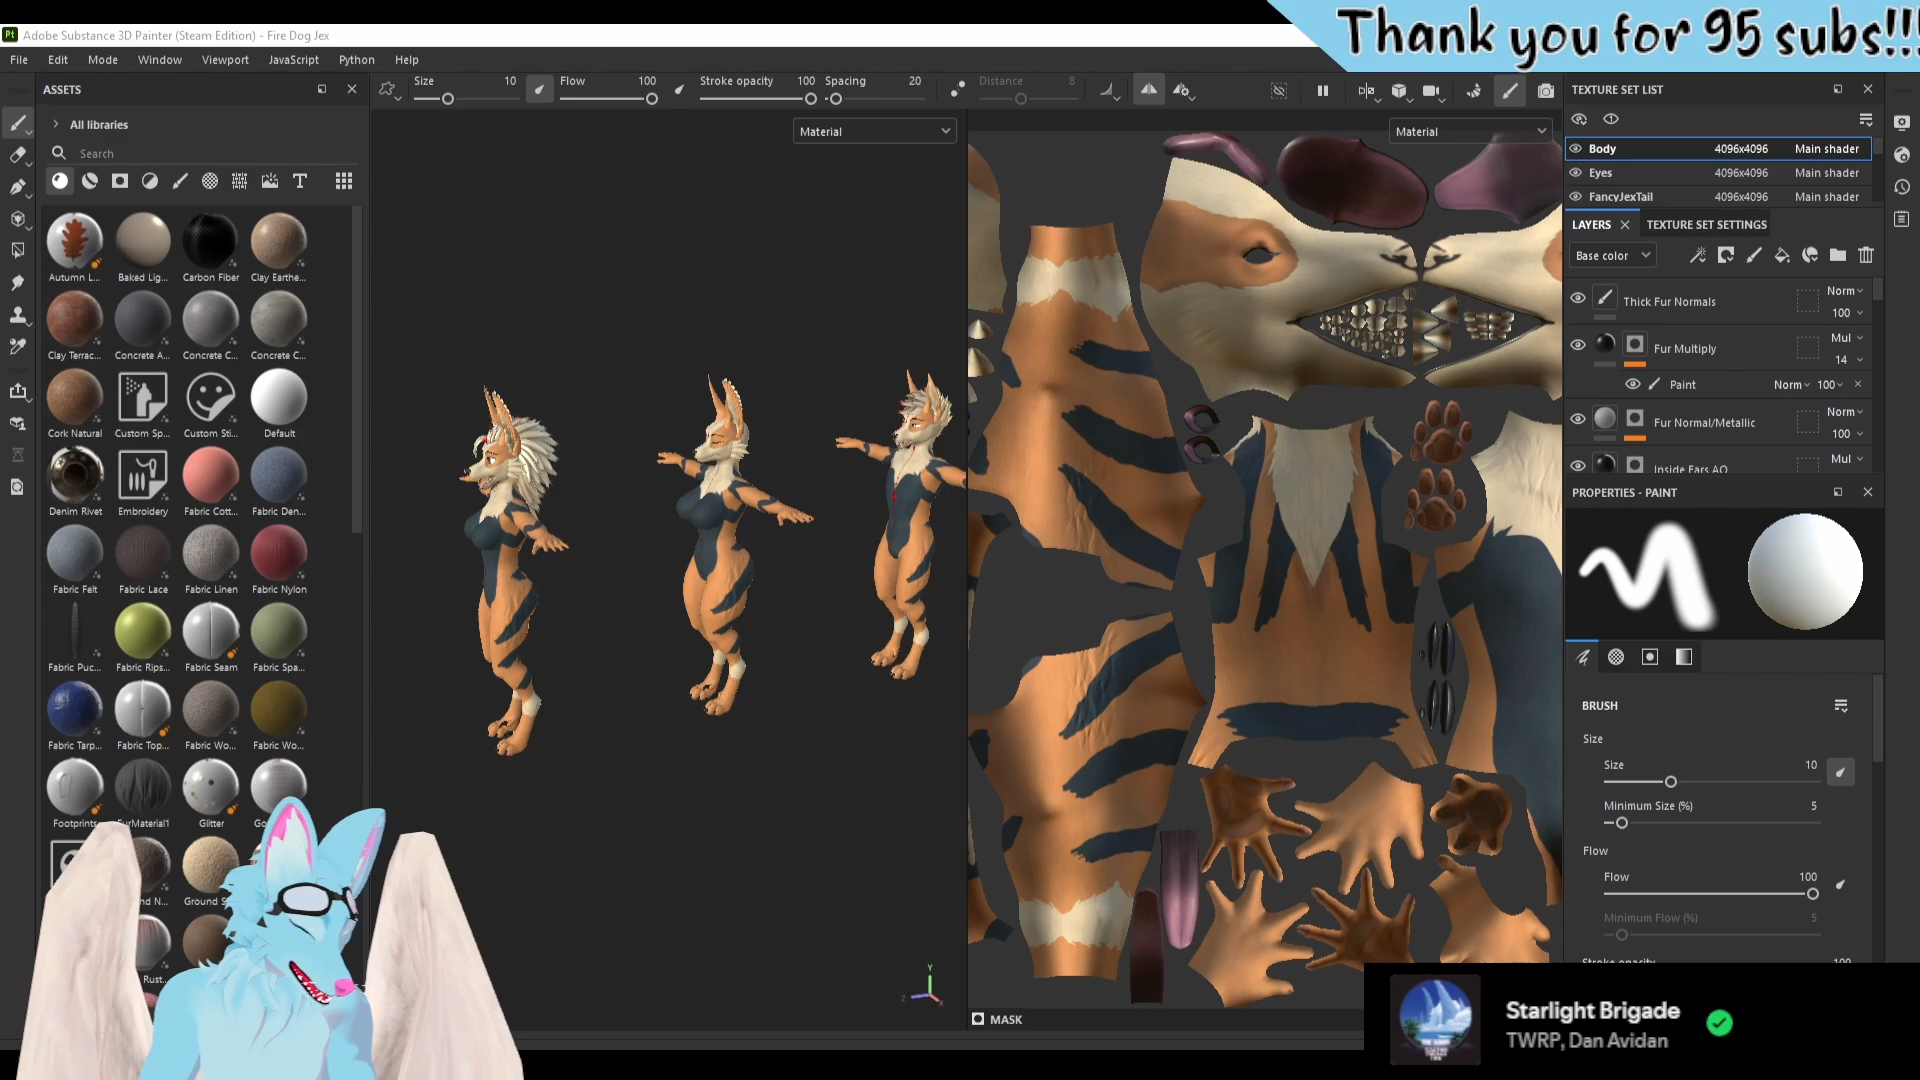 Thank you for 95 subs!!!
Pt Adobe Substance 3D Painter (Steam Edition) - Fire Dog Jex
File Edit Mode Window Viewport JavaScript Python Help
ASSETS
Size 10 Flow 100 Stroke opacity 100 Spacing 20 Distance 8
All libraries
Search
Material
Material
Autumn L... Baked Lig... Carbon Fiber Clay Earthe...
Clay Terrac... Concrete A... Concrete C... Concrete C...
Cork Natural Custom Sp... Custom Sti... Default
Denim Rivet Embroidery Fabric Cott... Fabric Den...
Fabric Felt Fabric Lace Fabric Linen Fabric Nylon
Fabric Puc... Fabric Rips... Fabric Seam Fabric Spa...
Fabric Tarp... Fabric Top... Fabric Wo... Fabric Wo...
Footprints FurMaterial1 Glitter
Ground
Rust...
Y
Z X
MASK
TEXTURE SET LIST
Body 4096x4096 Main shader
Eyes 4096x4096 Main shader
FancyJexTail 4096x4096 Main shader
LAYERS TEXTURE SET SETTINGS
Base color
Thick Fur Normals Norm 100
Fur Multiply Mul 14
Paint Norm 100
Fur Normal/Metallic Norm 100
Inside Ears AO Mul
PROPERTIES - PAINT
BRUSH
Size
Size 10
Minimum Size (%) 5
Flow
Flow 100
Minimum Flow (%) 5
Stroke opacity 100
Starlight Brigade
TWRP, Dan Avidan